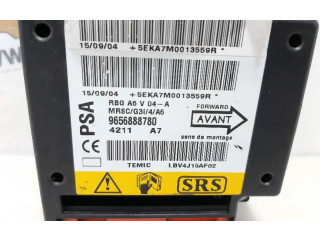 15/09/04 +5EKA7M0013559R*
15/09/04 +5EKA7M0013559R*
PSA
RBG A6 V 04-A
MRSC/G3I/4/A6
9656888780
4211 A7
FORWARD
AVANT
sens de montage
TEMIC LBV4J15AF02
CE
SRS